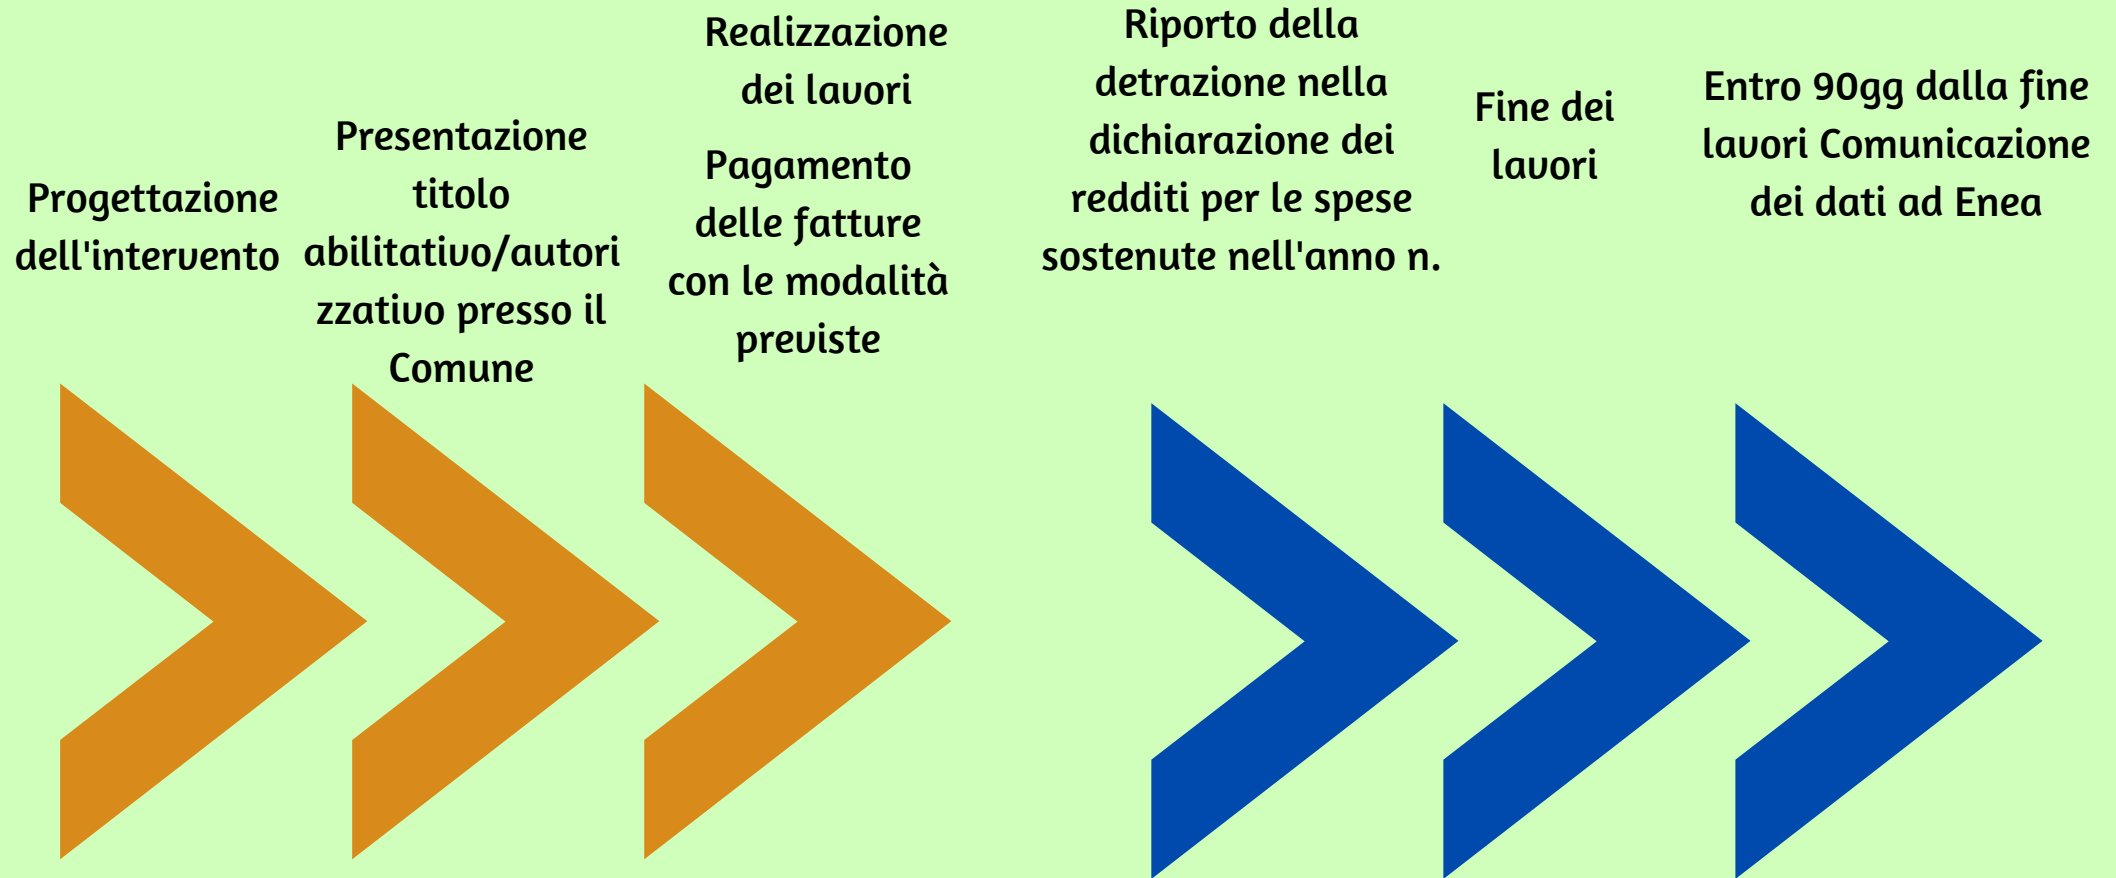 Progettazione
dell'intervento
Presentazione
titolo
abilitativo/autori
zzativo presso il
Comune
Realizzazione
dei lavori
Pagamento
delle fatture
con le modalità
previste
Riporto della
detrazione nella
dichiarazione dei
redditi per le spese
sostenute nell'anno n.
Fine dei
lavori
Entro 90gg dalla fine
lavori Comunicazione
dei dati ad Enea